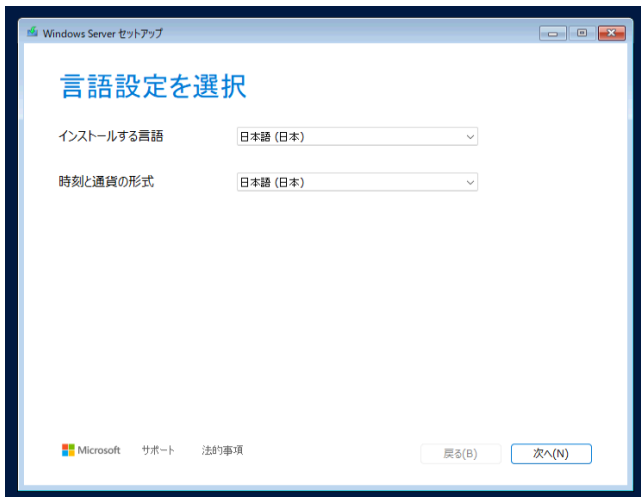 Windows Server セットアップ
言語設定を選択
インストールする言語 日本語 (日本)
時刻と通貨の形式 日本語 (日本)
Microsoft サポート 法的事項 戻る(B) 次へ(N)